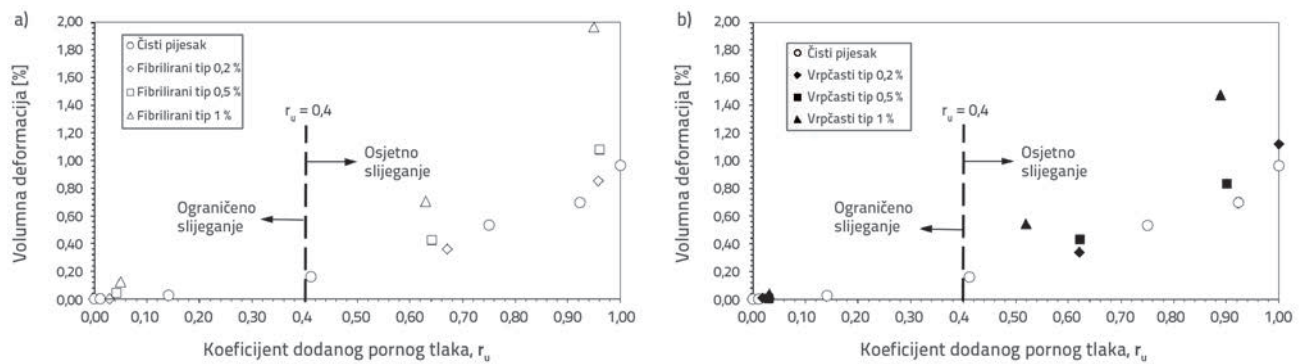 a)
Volumna deformacija [%]
2,00
1,80
1,60
1,40
1,20
1,00
0,80
0,60
0,40
0,20
0,00
Čisti pijesak
Fibrilirani tip 0,2 %
Fibrilirani tip 0,5 %
Fibrilirani tip 1 %
r_u = 0,4
Osjetno
slijeganje
Ograničeno
slijeganje
0,00 0,10 0,20 0,30 0,40 0,50 0,60 0,70 0,80 0,90 1,00
Koeficijent dodanog pornog tlaka, r_u
b)
Volumna deformacija [%]
2,00
1,80
1,60
1,40
1,20
1,00
0,80
0,60
0,40
0,20
0,00
Čisti pijesak
Vrpčasti tip 0,2 %
Vrpčasti tip 0,5 %
Vrpčasti tip 1 %
r_u = 0,4
Osjetno
slijeganje
Ograničeno
slijeganje
0,00 0,10 0,20 0,30 0,40 0,50 0,60 0,70 0,80 0,90 1,00
Koeficijent dodanog pornog tlaka, r_u